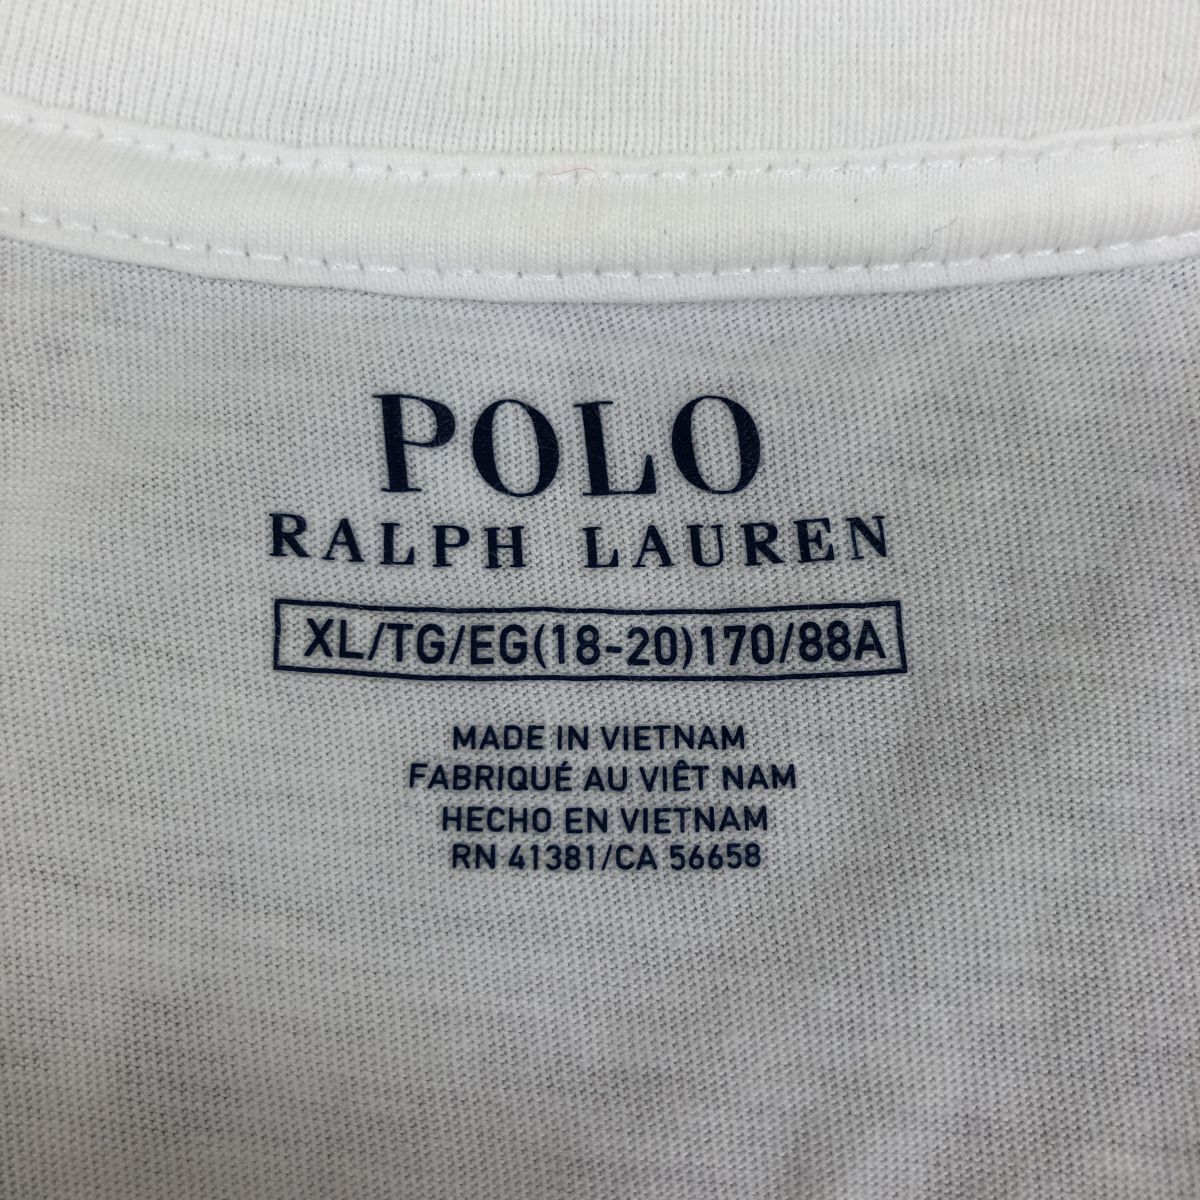 POLO
RALPH LAUREN
XL/TG/EG(18-20)170/88A
MADE IN VIETNAM
FABRIQUÉ AU VIÊT NAM
HECHO EN VIETNAM
RN 41381/CA 56658